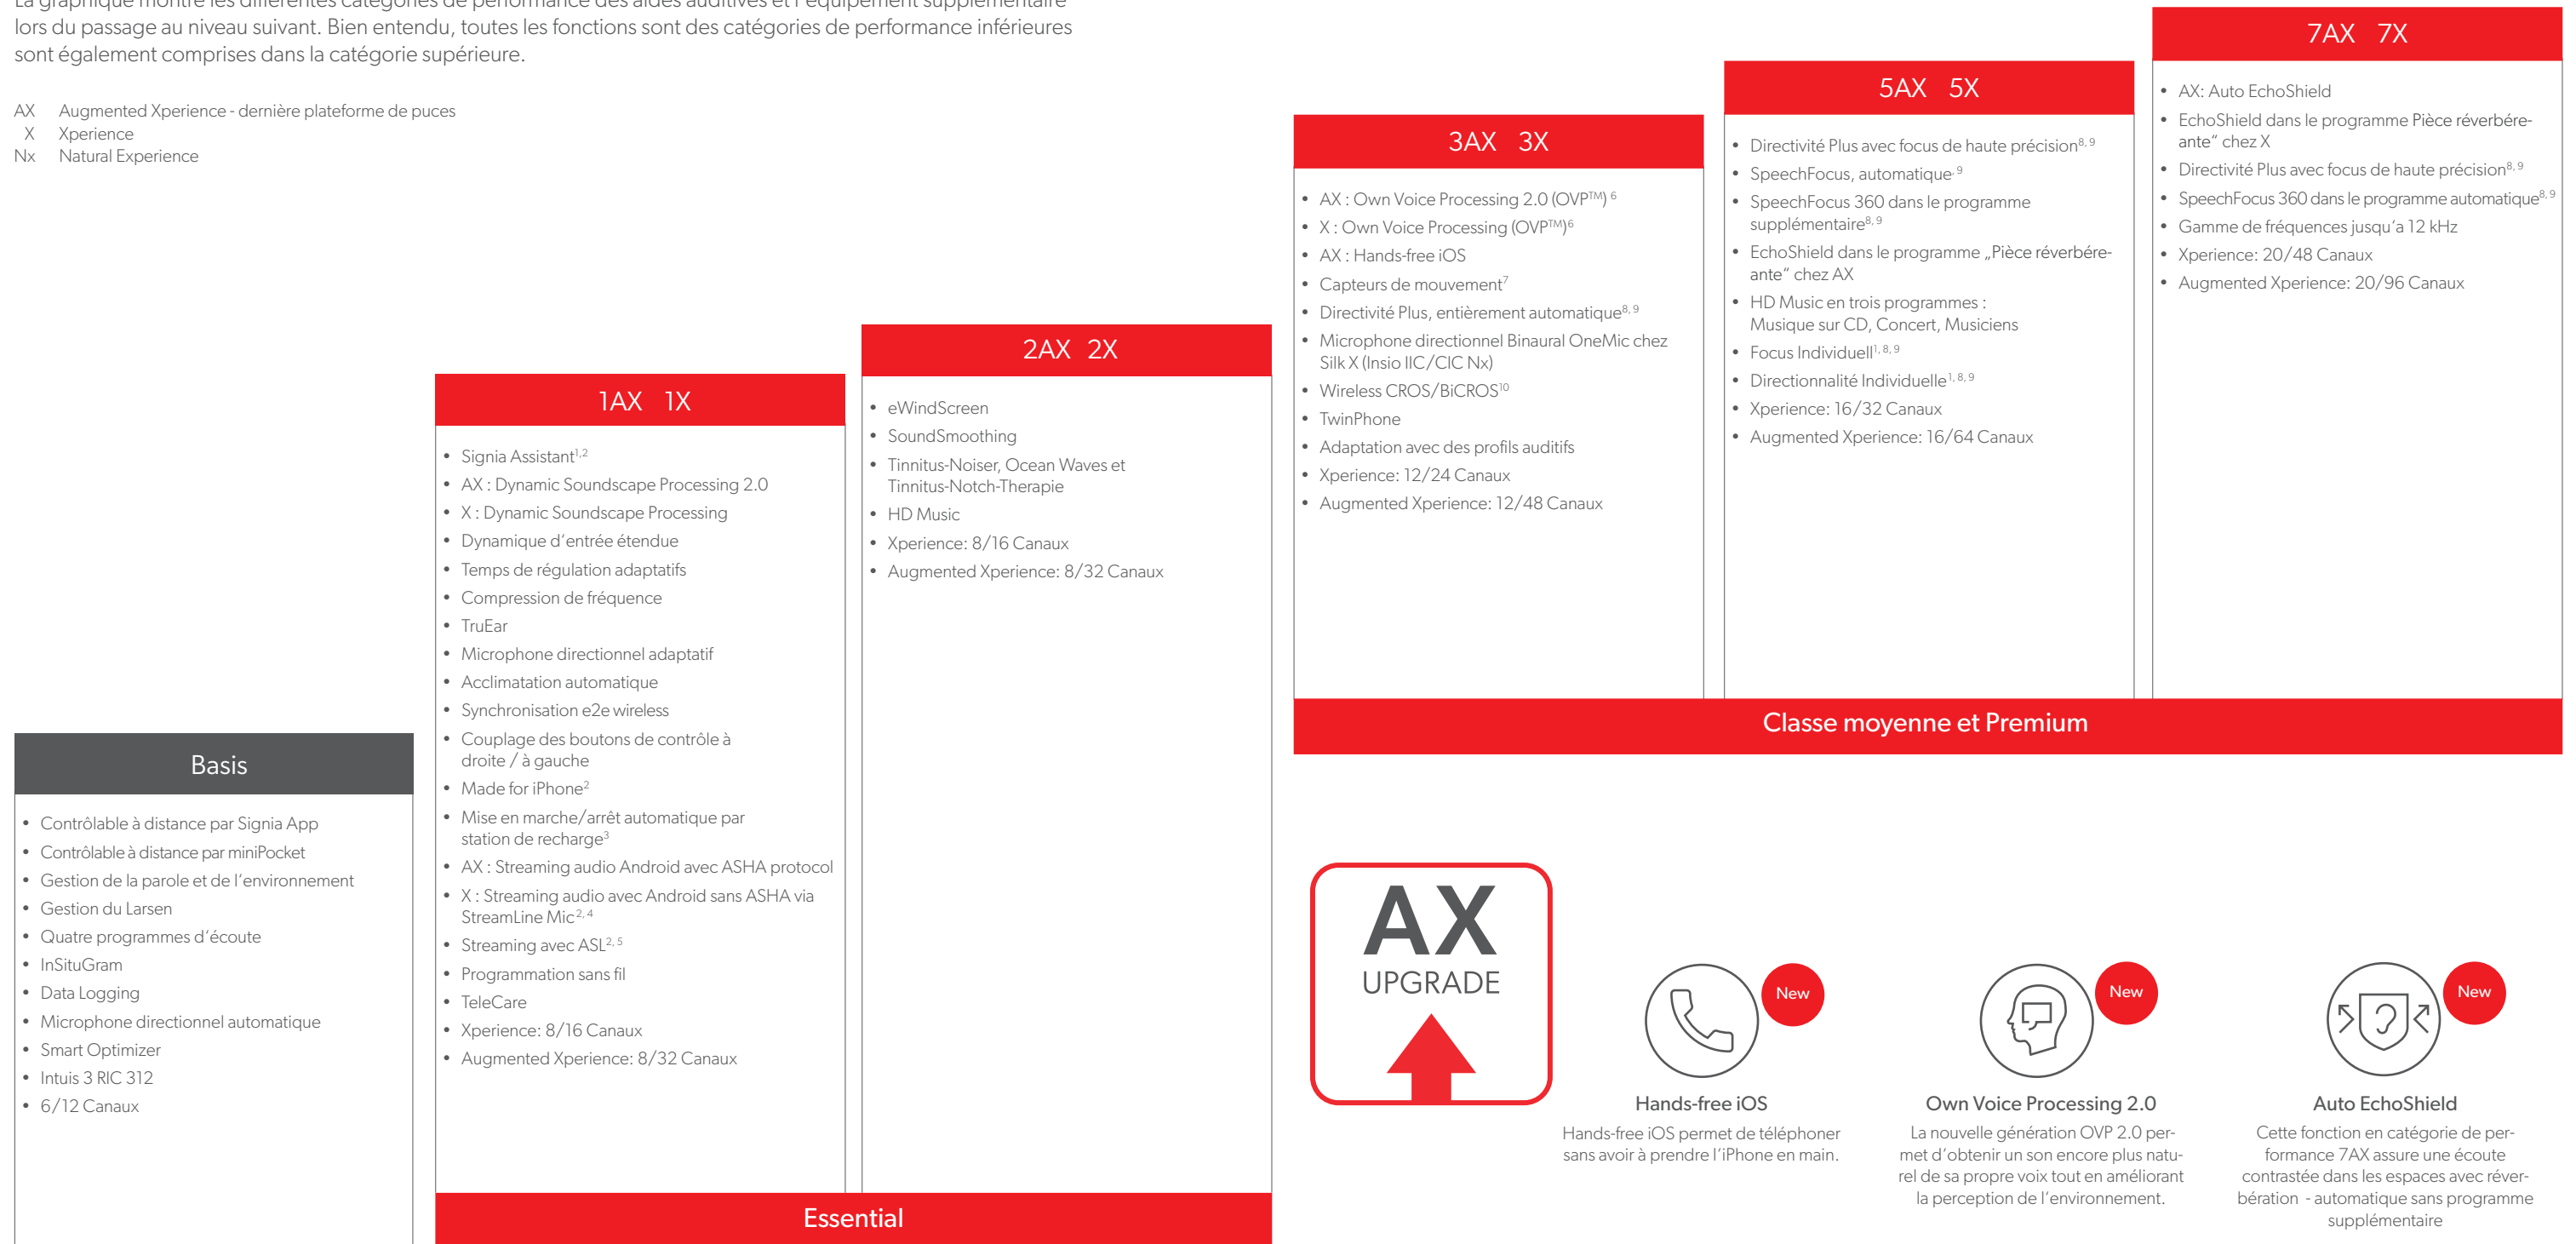 La graphique montre les différentes catégories de performance des aides auditives et l'équipement supplémentaire
lors du passage au niveau suivant. Bien entendu, toutes les fonctions sont des catégories de performance inférieures
sont également comprises dans la catégorie supérieure.
AX Augmented Xperience - dernière plateforme de puces
X Xperience
Nx Natural Experience
Basis
• Contrôlable à distance par Signia App
• Contrôlable à distance par miniPocket
• Gestion de la parole et de l'environnement
• Gestion du Larsen
• Quatre programmes d'écoute
• InSituGram
• Data Logging
• Microphone directionnel automatique
• Smart Optimizer
• Intuis 3 RIC 312
• 6/12 Canaux
1AX 1X
• Signia Assistant1,2
• AX : Dynamic Soundscape Processing 2.0
• X : Dynamic Soundscape Processing
• Dynamique d'entrée étendue
• Temps de régulation adaptatifs
• Compression de fréquence
• TruEar
• Microphone directionnel adaptatif
• Acclimatation automatique
• Synchronisation e2e wireless
• Couplage des boutons de contrôle à
droite / à gauche
• Made for iPhone2
• Mise en marche/arrêt automatique par
station de recharge3
• AX : Streaming audio Android avec ASHA protocol
• X : Streaming audio avec Android sans ASHA via
StreamLine Mic2, 4
• Streaming avec ASL2, 5
• Programmation sans fil
• TeleCare
• Xperience: 8/16 Canaux
• Augmented Xperience: 8/32 Canaux
2AX 2X
• eWindScreen
• SoundSmoothing
• Tinnitus-Noiser, Ocean Waves et
Tinnitus-Notch-Therapie
• HD Music
• Xperience: 8/16 Canaux
• Augmented Xperience: 8/32 Canaux
Essential
3AX 3X
• AX : Own Voice Processing 2.0 (OVP™) 6
• X : Own Voice Processing (OVP™)6
• AX : Hands-free iOS
• Capteurs de mouvement7
• Directivité Plus, entièrement automatique8, 9
• Microphone directionnel Binaural OneMic chez
Silk X (Insio IIC/CIC Nx)
• Wireless CROS/BiCROS10
• TwinPhone
• Adaptation avec des profils auditifs
• Xperience: 12/24 Canaux
• Augmented Xperience: 12/48 Canaux
5AX 5X
• Directivité Plus avec focus de haute précision8, 9
• SpeechFocus, automatique, 9
• SpeechFocus 360 dans le programme
supplémentaire8, 9
• EchoShield dans le programme „Pièce réverbére-
ante“ chez AX
• HD Music en trois programmes :
Musique sur CD, Concert, Musiciens
• Focus Individuell1, 8, 9
• Directionnalité Individuelle1, 8, 9
• Xperience: 16/32 Canaux
• Augmented Xperience: 16/64 Canaux
7AX 7X
• AX: Auto EchoShield
• EchoShield dans le programme Pièce réverbére-
ante“ chez X
• Directivité Plus avec focus de haute précision8, 9
• SpeechFocus 360 dans le programme automatique8, 9
• Gamme de fréquences jusqu'a 12 kHz
• Xperience: 20/48 Canaux
• Augmented Xperience: 20/96 Canaux
Classe moyenne et Premium
AX
UPGRADE
New
Hands-free iOS
Hands-free iOS permet de téléphoner
sans avoir à prendre l'iPhone en main.
New
Own Voice Processing 2.0
La nouvelle génération OVP 2.0 per-
met d'obtenir un son encore plus natu-
rel de sa propre voix tout en améliorant
la perception de l'environnement.
New
Auto EchoShield
Cette fonction en catégorie de per-
formance 7AX assure une écoute
contrastée dans les espaces avec réver-
bération - automatique sans programme
supplémentaire